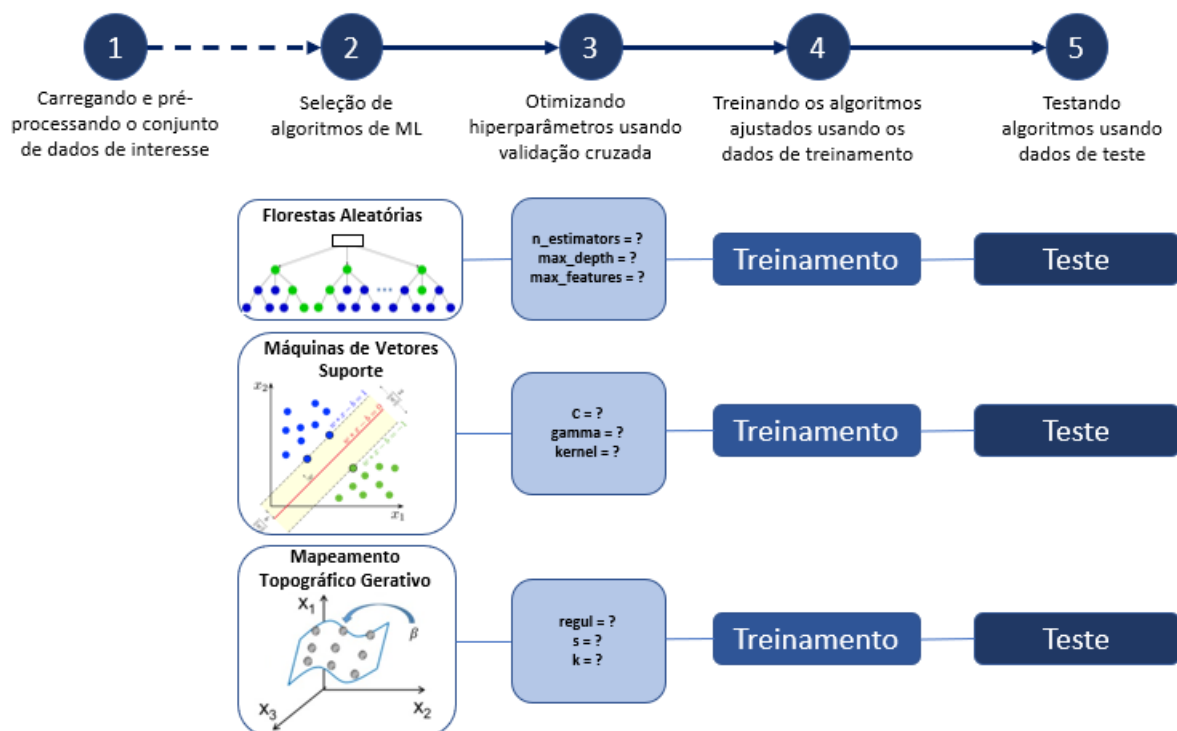 1
2
3
4
5
Carregando e pré-
processando o conjunto
de dados de interesse
Seleção de
algoritmos de ML
Otimizando
hiperparâmetros usando
validação cruzada
Treinando os algoritmos
ajustados usando os
dados de treinamento
Testando
algoritmos usando
dados de teste
Florestas Aleatórias
n_estimators = ?
max_depth = ?
max_features = ?
Treinamento
Teste
Máquinas de Vetores
Suporte
x₂
x₁
C = ?
gamma = ?
kernel = ?
Treinamento
Teste
Mapeamento
Topográfico Gerativo
X₁
β
X₂
X₃
regul = ?
s = ?
k = ?
Treinamento
Teste